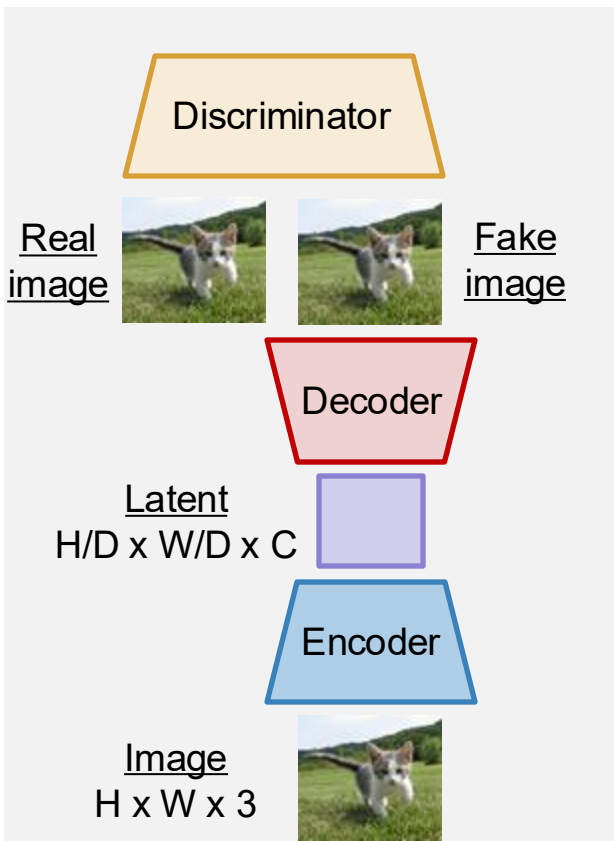 Discriminator
Real
image
Fake
image
Decoder
Latent
H/D x W/D x C
Encoder
Image
H x W x 3